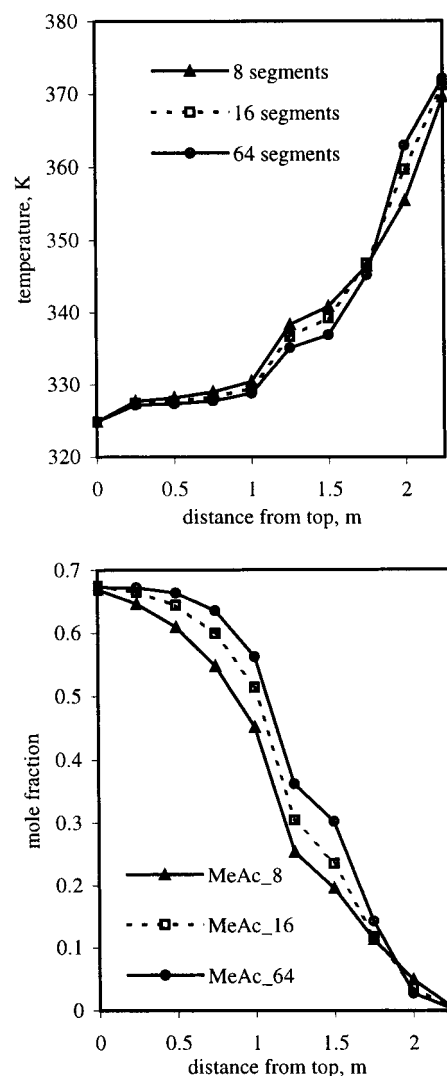 380
370
360
350
340
330
320
temperature, K
8 segments
16 segments
64 segments
0 0.5 1 1.5 2
distance from top, m
0.7
0.6
0.5
0.4
0.3
0.2
0.1
0
mole fraction
MeAc_8
MeAc_16
MeAc_64
0 0.5 1 1.5 2
distance from top, m